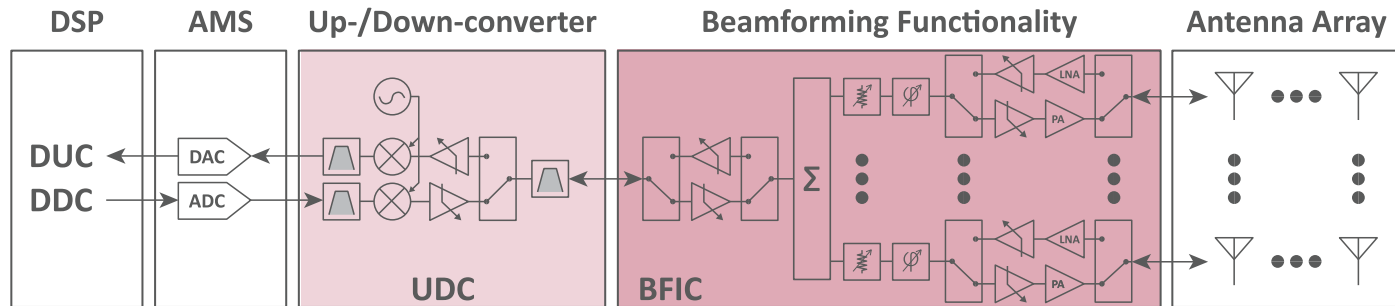 DSP AMS Up-/Down-converter Beamforming Functionality Antenna Array
LNA
φ
PA
DUC DAC
Σ
DDC ADC
LNA
φ
PA
UDC BFIC